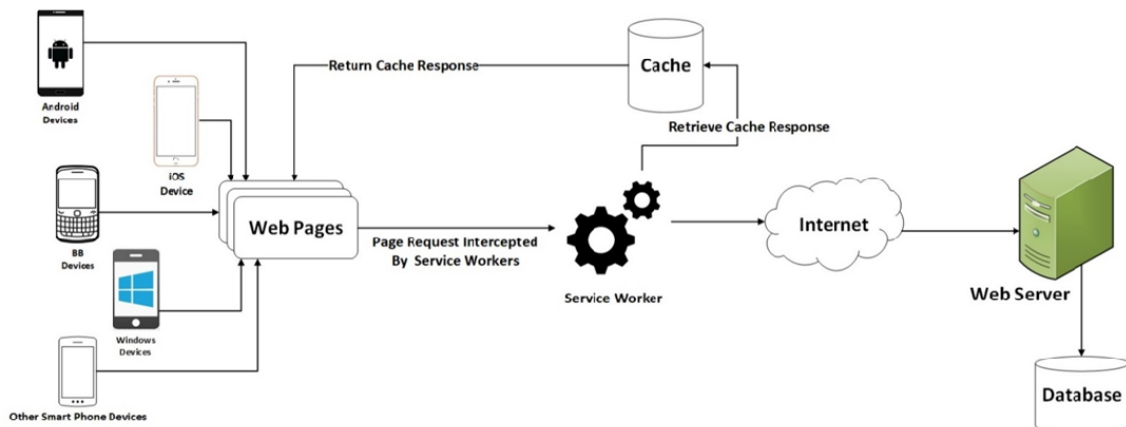 Android
Devices
iOS
Device
BB
Devices
Windows
Devices
Other Smart Phone Devices
Web Pages
Return Cache Response
Cache
Retrieve Cache Response
Page Request Intercepted
By Service Workers
Service Worker
Internet
Web Server
Database